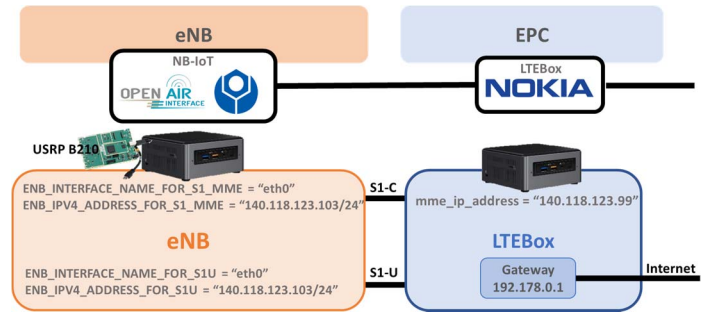 eNB
EPC
NB-IoT
OPEN AIR
INTERFACE
LTEBox
NOKIA
USRP B210
ENB_INTERFACE_NAME_FOR_S1_MME = “eth0”
ENB_IPV4_ADDRESS_FOR_S1_MME = “140.118.123.103/24”
S1-C
mme_ip_address = “140.118.123.99”
eNB
LTEBox
ENB_INTERFACE_NAME_FOR_S1U = “eth0”
ENB_IPV4_ADDRESS_FOR_S1U = “140.118.123.103/24”
S1-U
Gateway
192.178.0.1
Internet